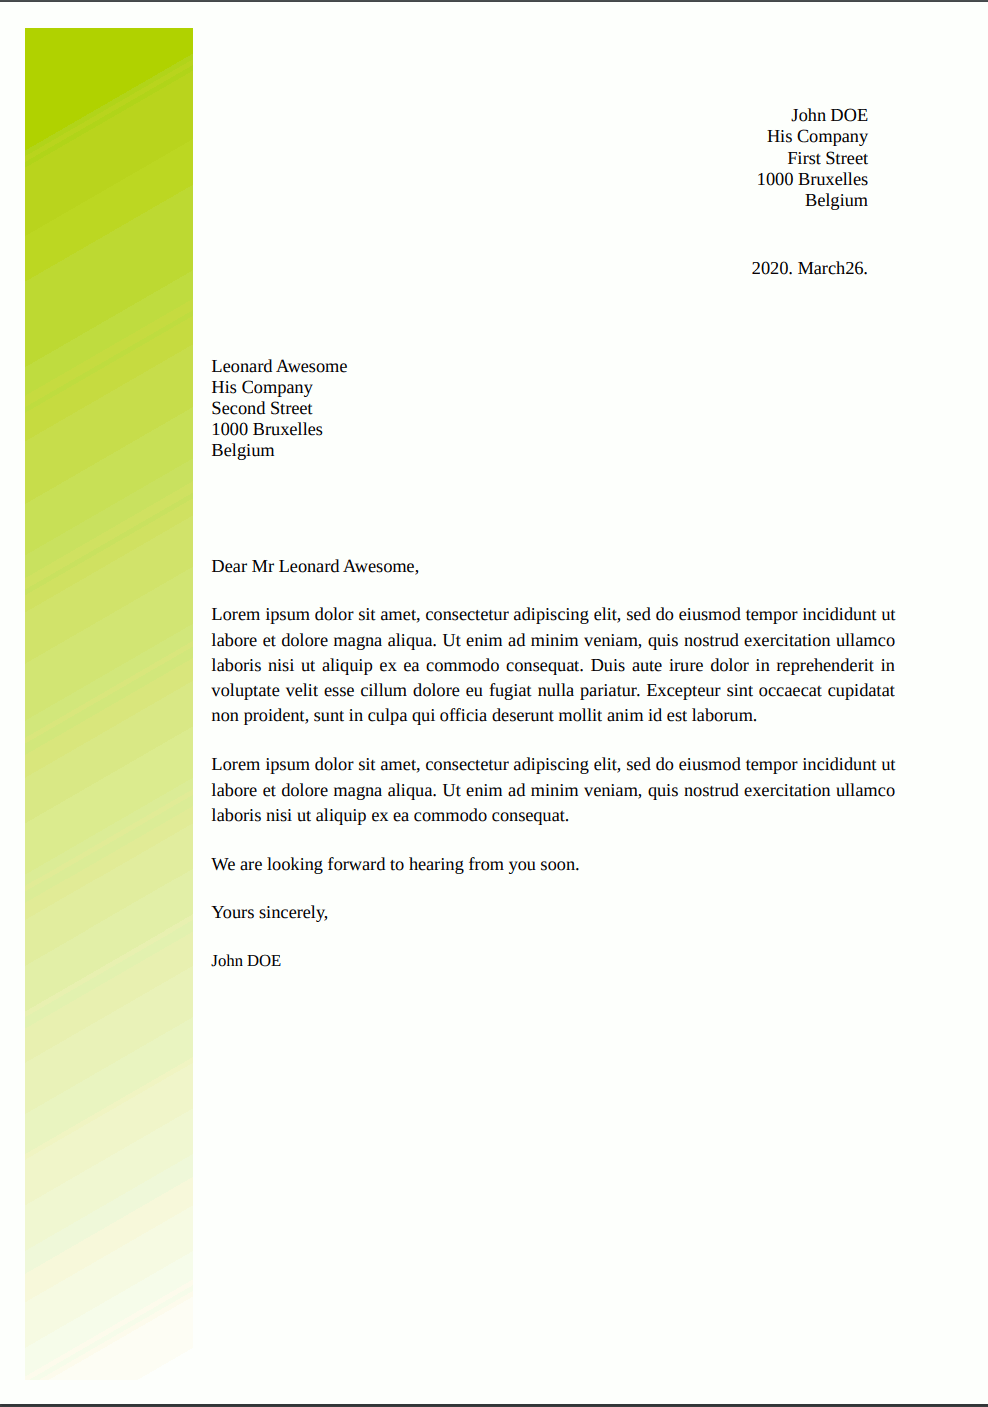 John DOE
His Company
First Street
1000 Bruxelles
Belgium
2020. March26.
Leonard Awesome
His Company
Second Street
1000 Bruxelles
Belgium
Dear Mr Leonard Awesome,
Lorem ipsum dolor sit amet, consectetur adipiscing elit, sed do eiusmod tempor incididunt ut
labore et dolore magna aliqua. Ut enim ad minim veniam, quis nostrud exercitation ullamco
laboris nisi ut aliquip ex ea commodo consequat. Duis aute irure dolor in reprehenderit in
voluptate velit esse cillum dolore eu fugiat nulla pariatur. Excepteur sint occaecat cupidatat
non proident, sunt in culpa qui officia deserunt mollit anim id est laborum.
Lorem ipsum dolor sit amet, consectetur adipiscing elit, sed do eiusmod tempor incididunt ut
labore et dolore magna aliqua. Ut enim ad minim veniam, quis nostrud exercitation ullamco
laboris nisi ut aliquip ex ea commodo consequat.
We are looking forward to hearing from you soon.
Yours sincerely,
John DOE